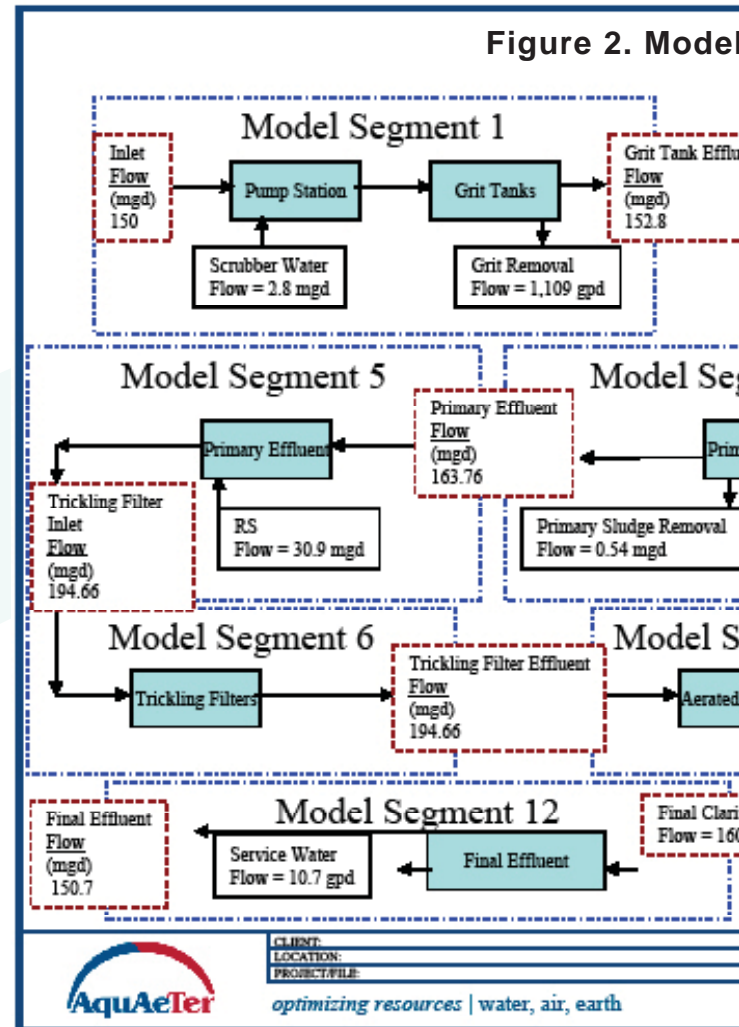 Figure 2. Model
Model Segment 1
Inlet
Flow
(mgd)
150
Pump Station
Grit Tanks
Grit Tank Efflu
Flow
(mgd)
152.8
Scrubber Water
Flow = 2.8 mgd
Grit Removal
Flow = 1,109 gpd
Model Segment 5
Model Seg
Primary Effluent
Flow
(mgd)
163.76
Primary Effluent
Prim
Trickling Filter
Inlet
Flow
(mgd)
194.66
RS
Flow = 30.9 mgd
Primary Sludge Removal
Flow = 0.54 mgd
Model Segment 6
Model S
Trickling Filters
Trickling Filter Effluent
Flow
(mgd)
194.66
Aerated
Model Segment 12
Final Effluent
Flow
(mgd)
150.7
Service Water
Flow = 10.7 gpd
Final Effluent
Final Clari
Flow = 160
AquAeTer
CLIENT:
LOCATION:
PROJECT/FILE:
optimizing resources | water, air, earth